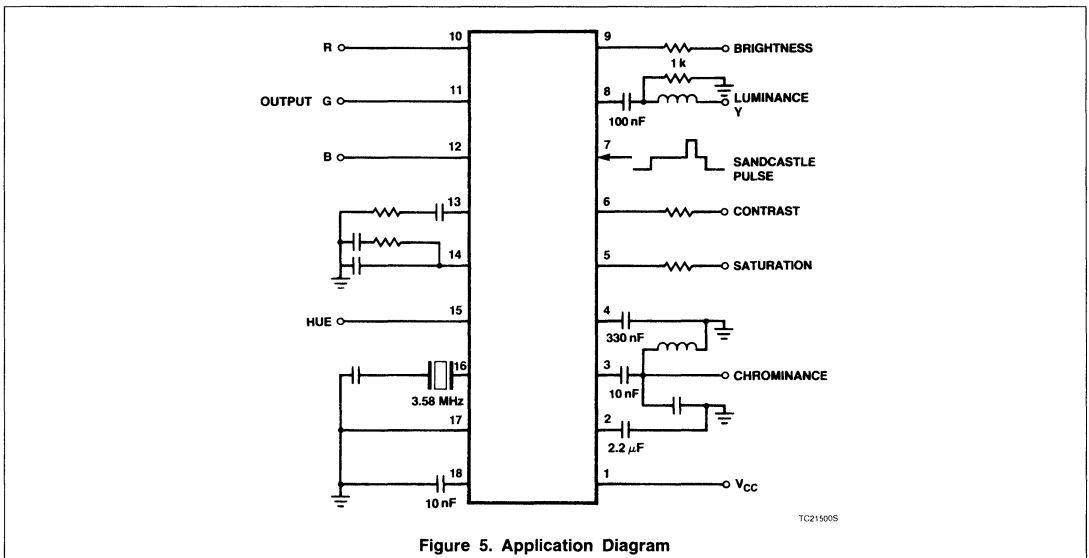 R 10
9 BRIGHTNESS
1 k
OUTPUT G 11
8 LUMINANCE
Y
100 nF
B 12
7 SANDCASTLE
PULSE
13
6 CONTRAST
14
5 SATURATION
HUE 15
4
330 nF
16
3.58 MHz
3 CHROMINANCE
10 nF
17
2
2.2 μF
18
10 nF
1 VCC
TC21500S
Figure 5. Application Diagram